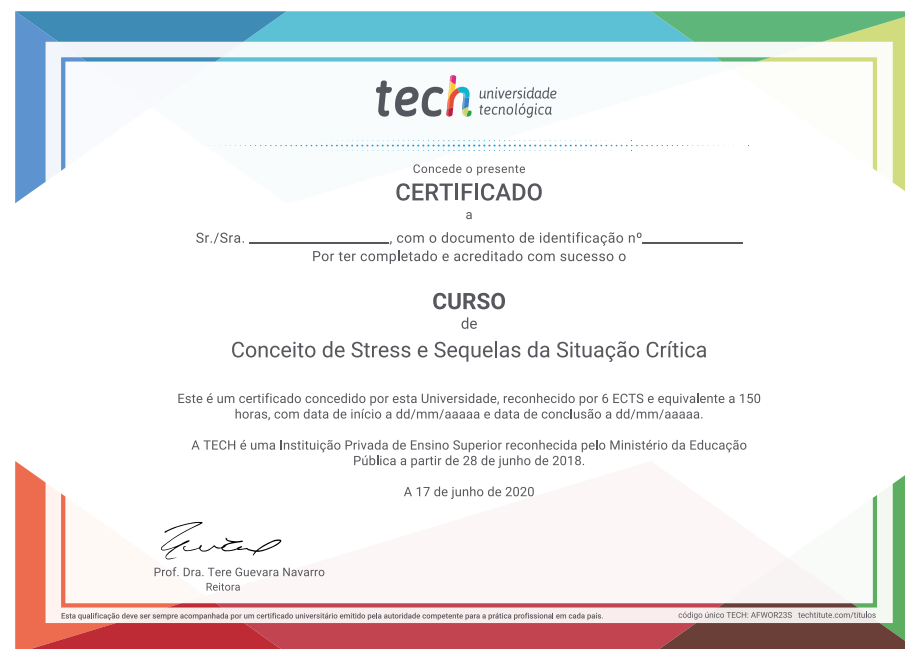 tech universidade
tecnológica
Concede o presente
CERTIFICADO
a
Sr./Sra. ____________________, com o documento de identificação nº______________
Por ter completado e acreditado com sucesso o
CURSO
de
Conceito de Stress e Sequelas da Situação Crítica
Este é um certificado concedido por esta Universidade, reconhecido por 6 ECTS e equivalente a 150
horas, com data de início a dd/mm/aaaaa e data de conclusão a dd/mm/aaaaa.
A TECH é uma Instituição Privada de Ensino Superior reconhecida pelo Ministério da Educação
Pública a partir de 28 de junho de 2018.
A 17 de junho de 2020
Prof. Dra. Tere Guevara Navarro
Reitora
Esta qualificação deve ser sempre acompanhada por um certificado universitário emitido pela autoridade competente para a prática profissional em cada país.
código único TECH: AFWOR23S techtitute.com/titulos